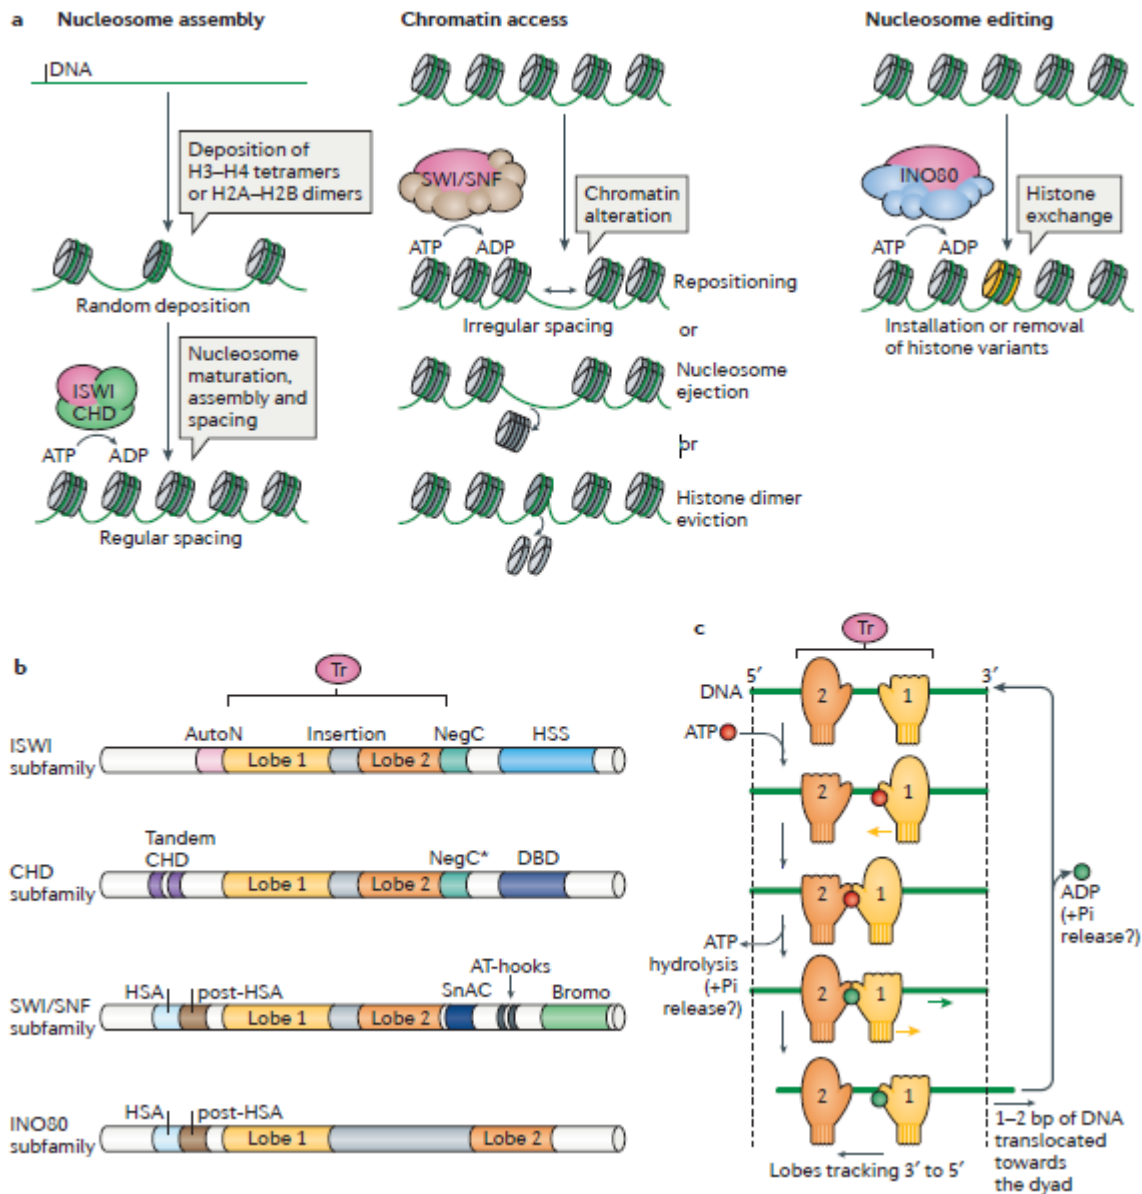 a
Nucleosome assembly
DNA
Deposition of
H3–H4 tetramers
or H2A–H2B dimers
Random deposition
Nucleosome
maturation,
assembly and
spacing
ISWI
CHD
ATP
ADP
Regular spacing
Chromatin access
SWI/SNF
Chromatin
alteration
ATP
ADP
Repositioning
Irregular spacing
or
Nucleosome
ejection
or
Histone dimer
eviction
Nucleosome editing
INO80
Histone
exchange
ATP
ADP
Installation or removal
of histone variants
b
Tr
ISWI
subfamily
AutoN
Lobe 1
Insertion
Lobe 2
NegC
HSS
CHD
subfamily
Tandem
CHD
Lobe 1
Lobe 2
NegC*
DBD
SWI/SNF
subfamily
HSA
post-HSA
Lobe 1
Lobe 2
SnAC
AT-hooks
Bromo
INO80
subfamily
HSA
post-HSA
Lobe 1
Lobe 2
c
Tr
5′
3′
DNA
2
1
ATP
2
1
2
1
ATP
hydrolysis
(+Pi
release?)
2
1
ADP
(+Pi
release?)
2
1
1–2 bp of DNA
translocated
towards
the dyad
Lobes tracking 3′ to 5′